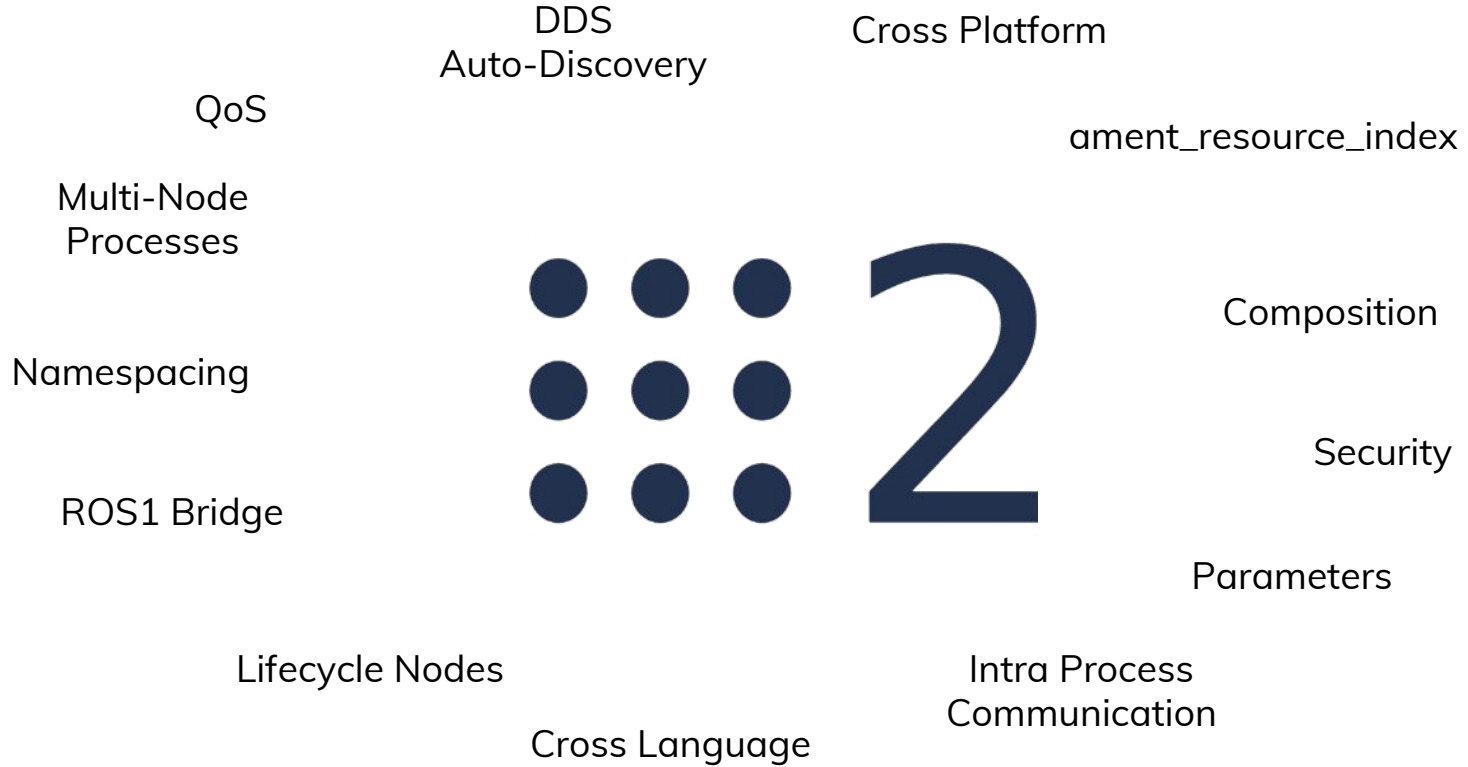 DDS
Auto-Discovery
Cross Platform
QoS
ament_resource_index
Multi-Node
Processes
2
Composition
Namespacing
Security
ROS1 Bridge
Parameters
Lifecycle Nodes
Intra Process
Communication
Cross Language